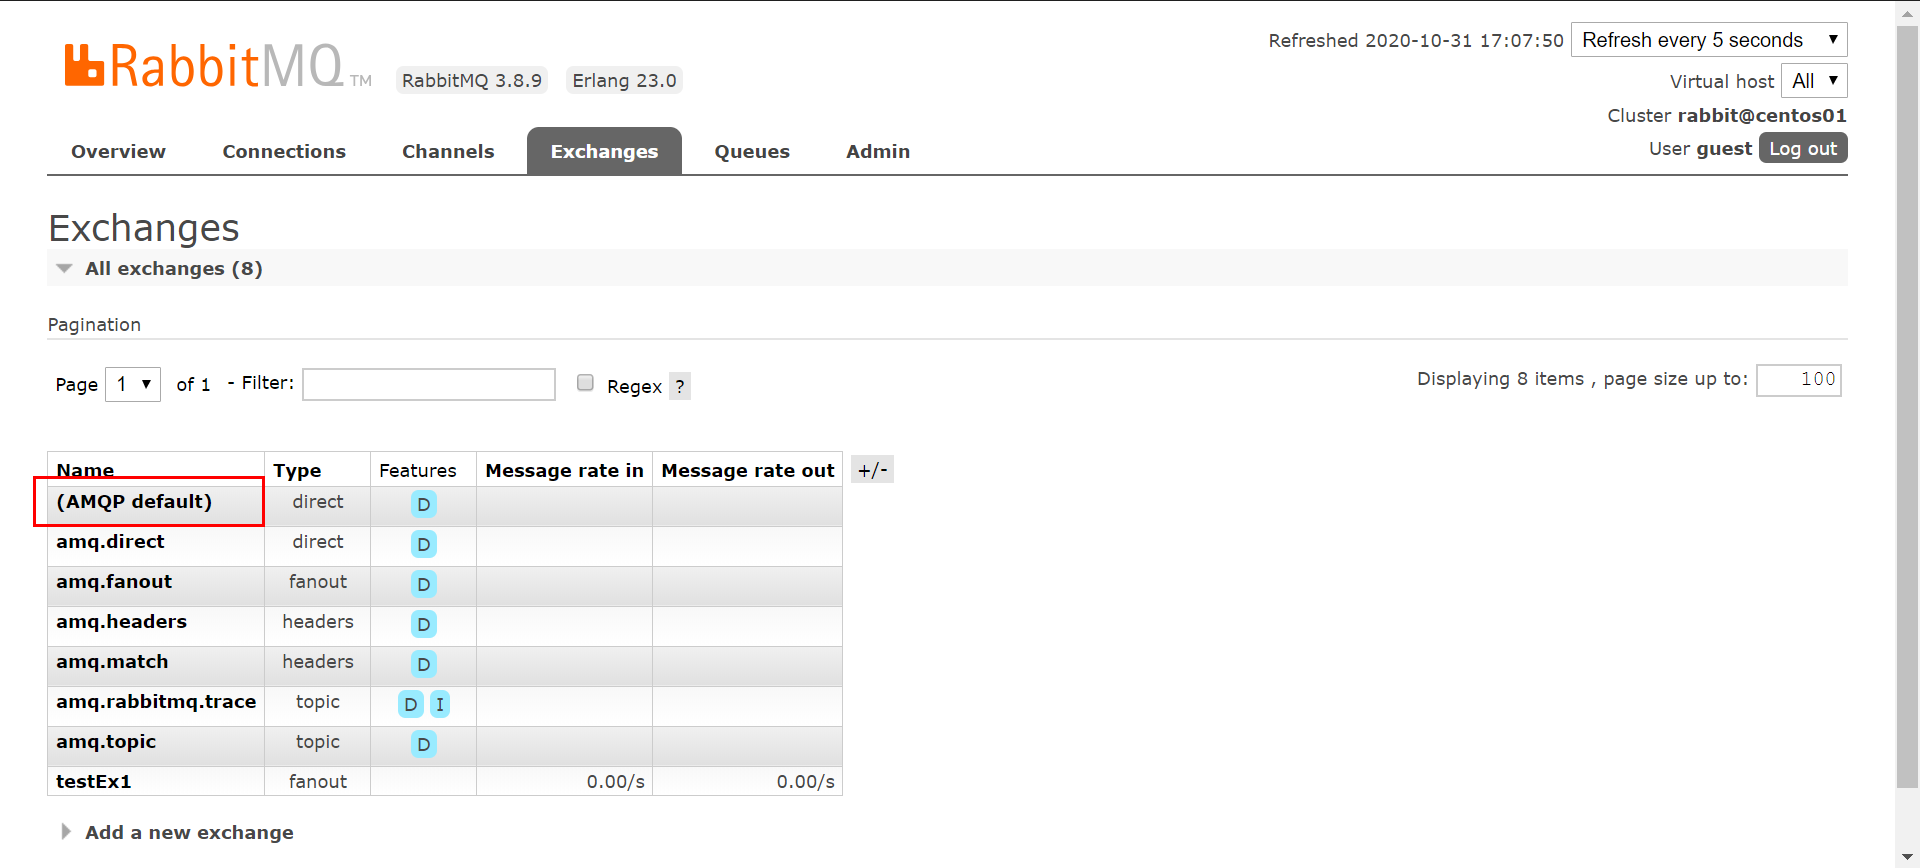 RabbitMQ TM RabbitMQ 3.8.9 Erlang 23.0
Refreshed 2020-10-31 17:07:50 Refresh every 5 seconds
Virtual host All
Cluster rabbit@centos01
User guest Log out
Overview Connections Channels Exchanges Queues Admin
Exchanges
All exchanges (8)
Pagination
Page 1 of 1 - Filter: Regex ? Displaying 8 items , page size up to: 100
Name Type Features Message rate in Message rate out +/-
(AMQP default) direct D
amq.direct direct D
amq.fanout fanout D
amq.headers headers D
amq.match headers D
amq.rabbitmq.trace topic D I
amq.topic topic D
testEx1 fanout 0.00/s 0.00/s
Add a new exchange